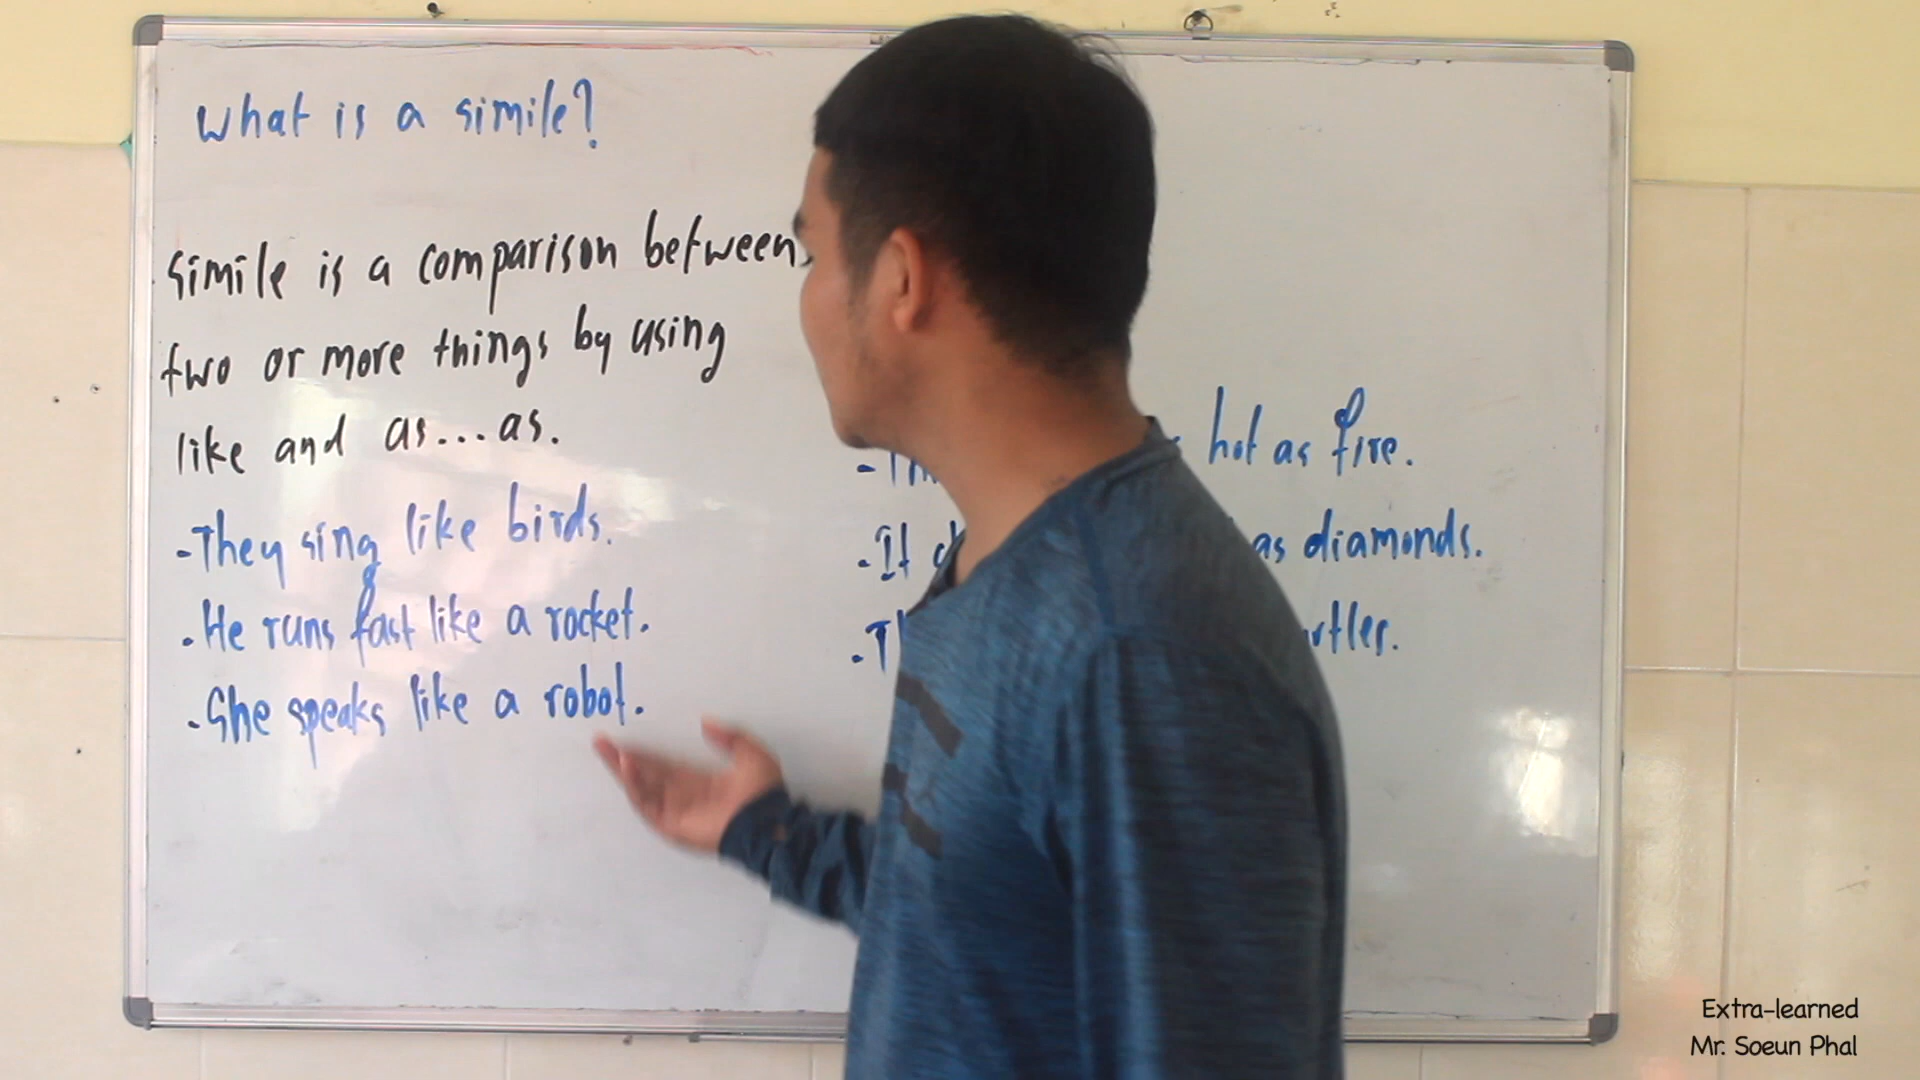 What is a simile?
Simile is a comparison between
two or more things by using
like and as...as.
-They sing like birds.
-He runs fast like a rocket.
-She speaks like a robot.
hot as fire.
-It as diamonds.
Extra-learned
Mr. Soeun Phal